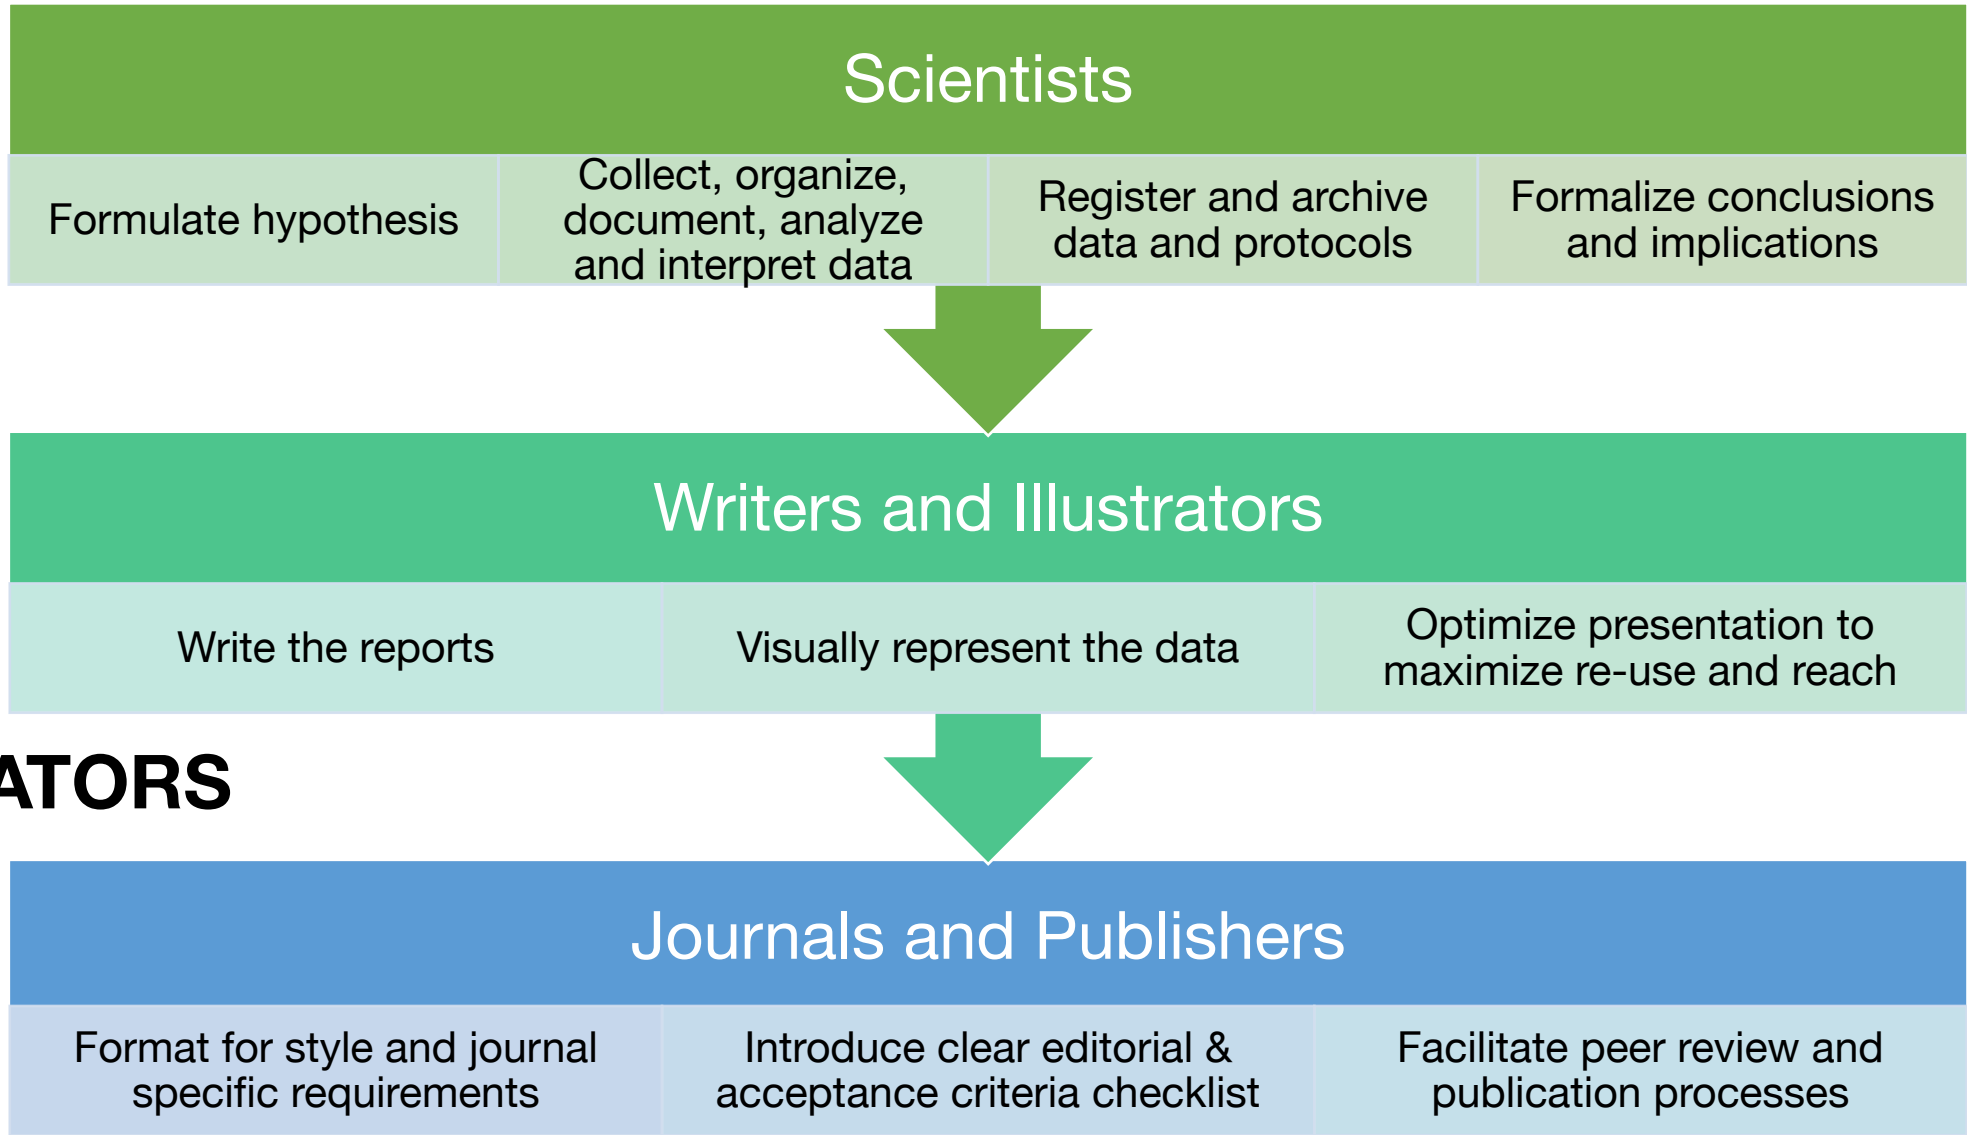 Scientists
Formulate hypothesis
Collect, organize,
document, analyze
and interpret data
Register and archive
data and protocols
Formalize conclusions
and implications
Writers and Illustrators
Write the reports
Visually represent the data
Optimize presentation to
maximize re-use and reach
ATORS
Journals and Publishers
Format for style and journal
specific requirements
Introduce clear editorial &
acceptance criteria checklist
Facilitate peer review and
publication processes